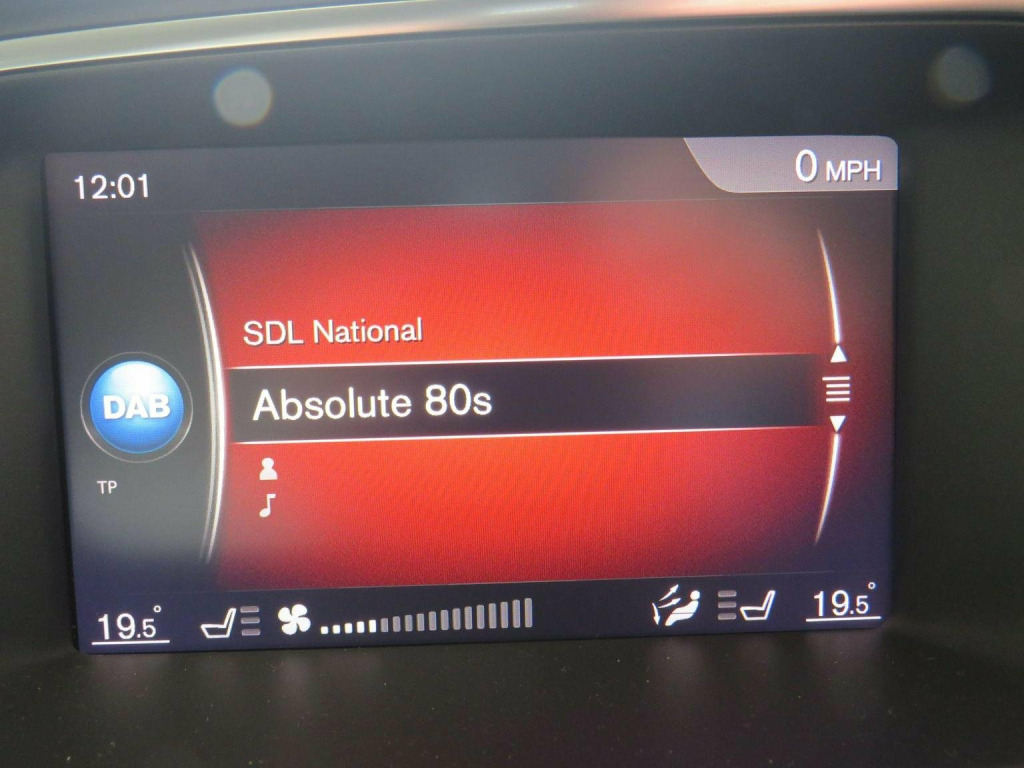 12:01
0 MPH
SDL National
Absolute 80s
DAB
TP
19.5°
19.5°